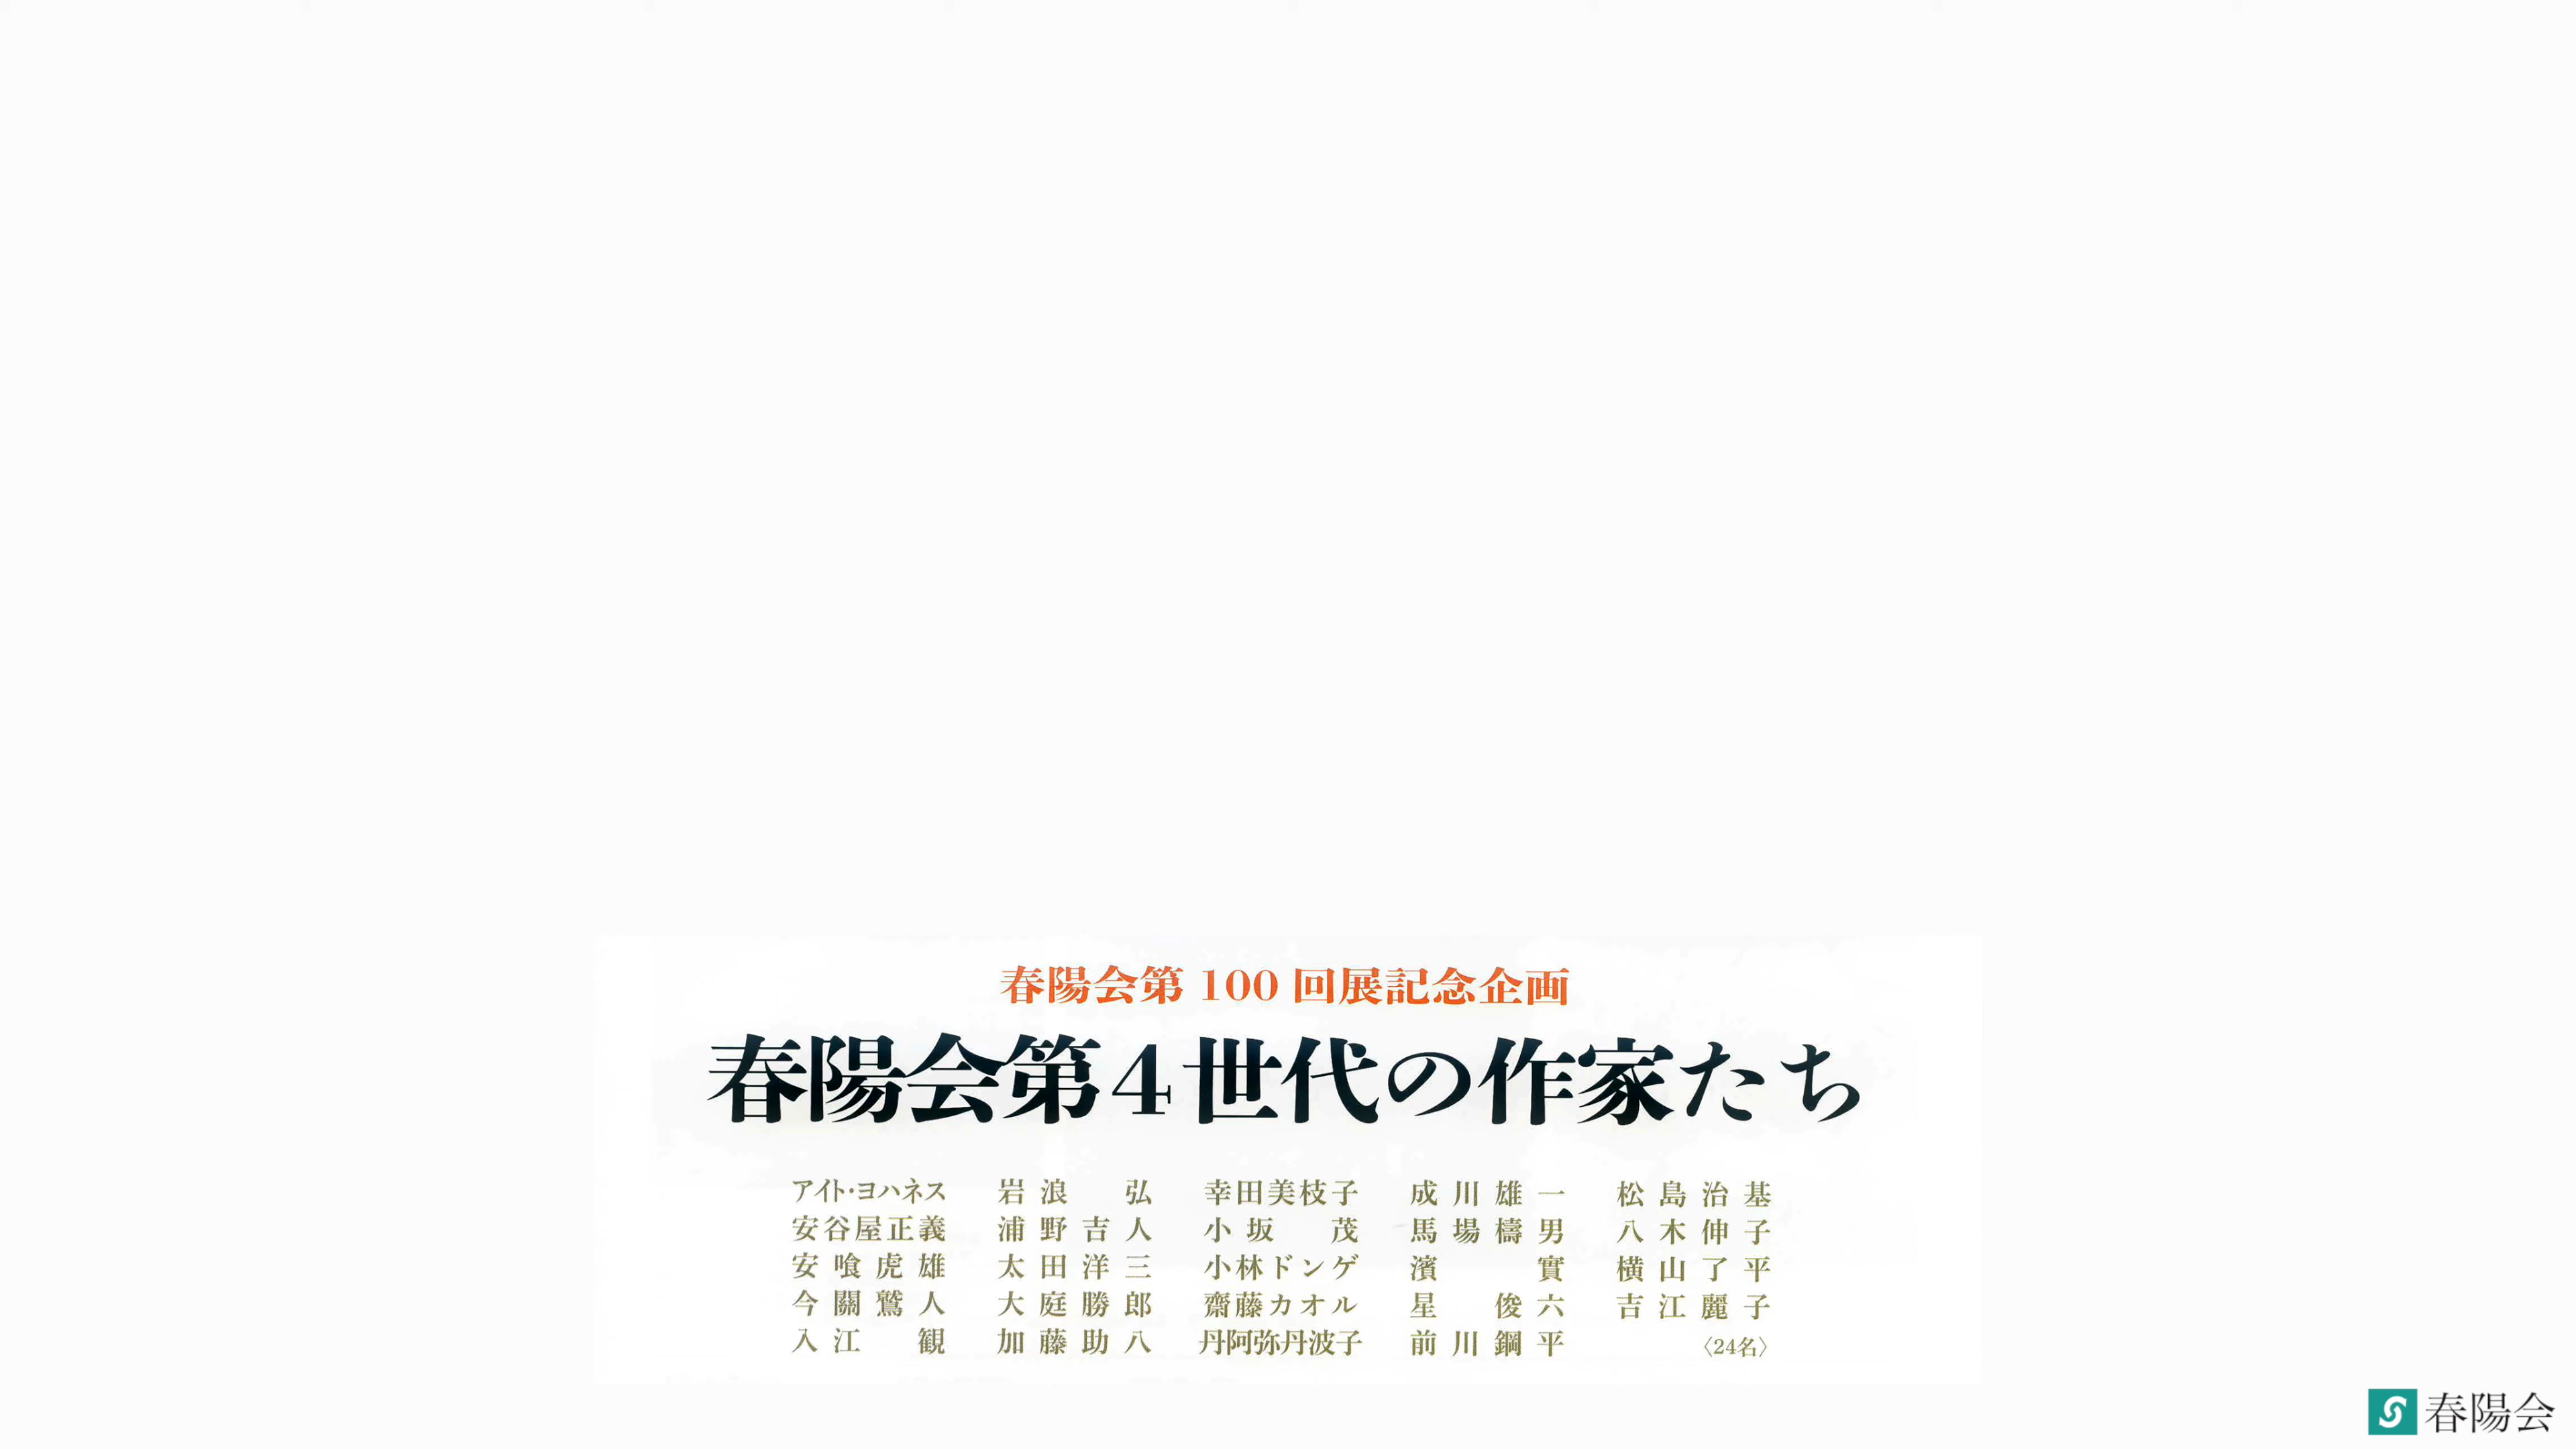 春陽会第100回展記念企画
春陽会第4世代の作家たち
アイト・ヨハネス 岩浪弘 幸田美枝子 成川雄一 松島治基
安谷屋正義 浦野吉人 小坂茂 馬場檮男 八木伸子
安喰虎雄 太田洋三 小林ドンゲ 濱實 横山了平
今關鷲人 大庭勝郎 齋藤カオル 星俊六 吉江麗子
入江観 加藤助八 丹阿弥丹波子 前川鋼平 〈24名〉
春陽会